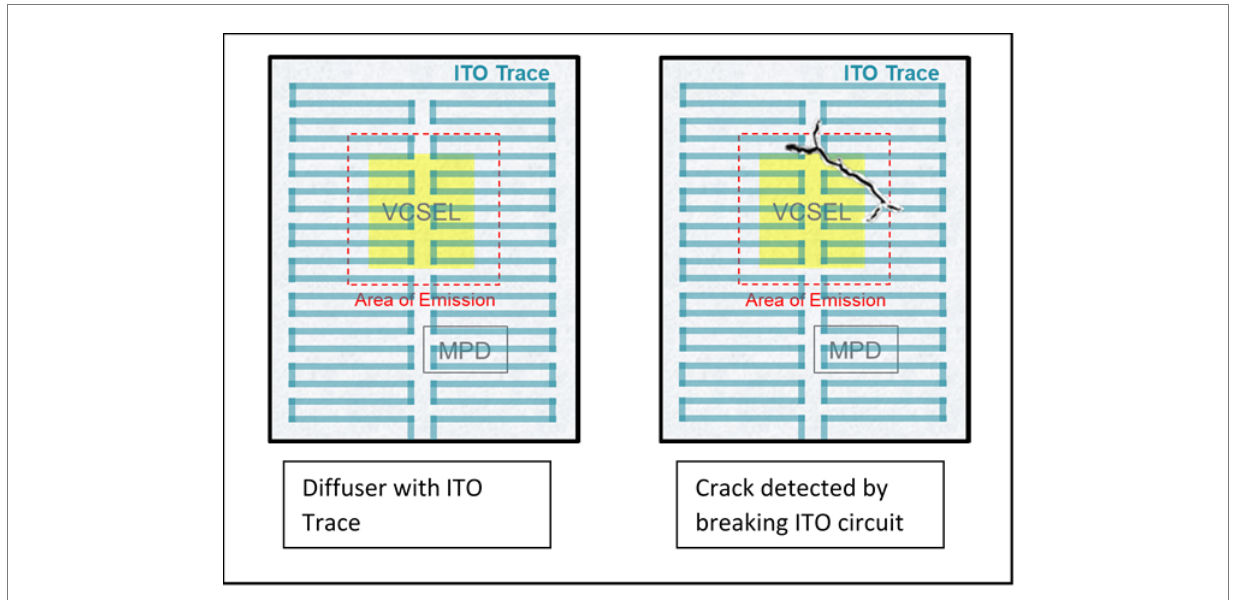 ITO Trace
VCSEL
Area of Emission
MPD
Diffuser with ITO
Trace
ITO Trace
VCSEL
Area of Emission
MPD
Crack detected by
breaking ITO circuit